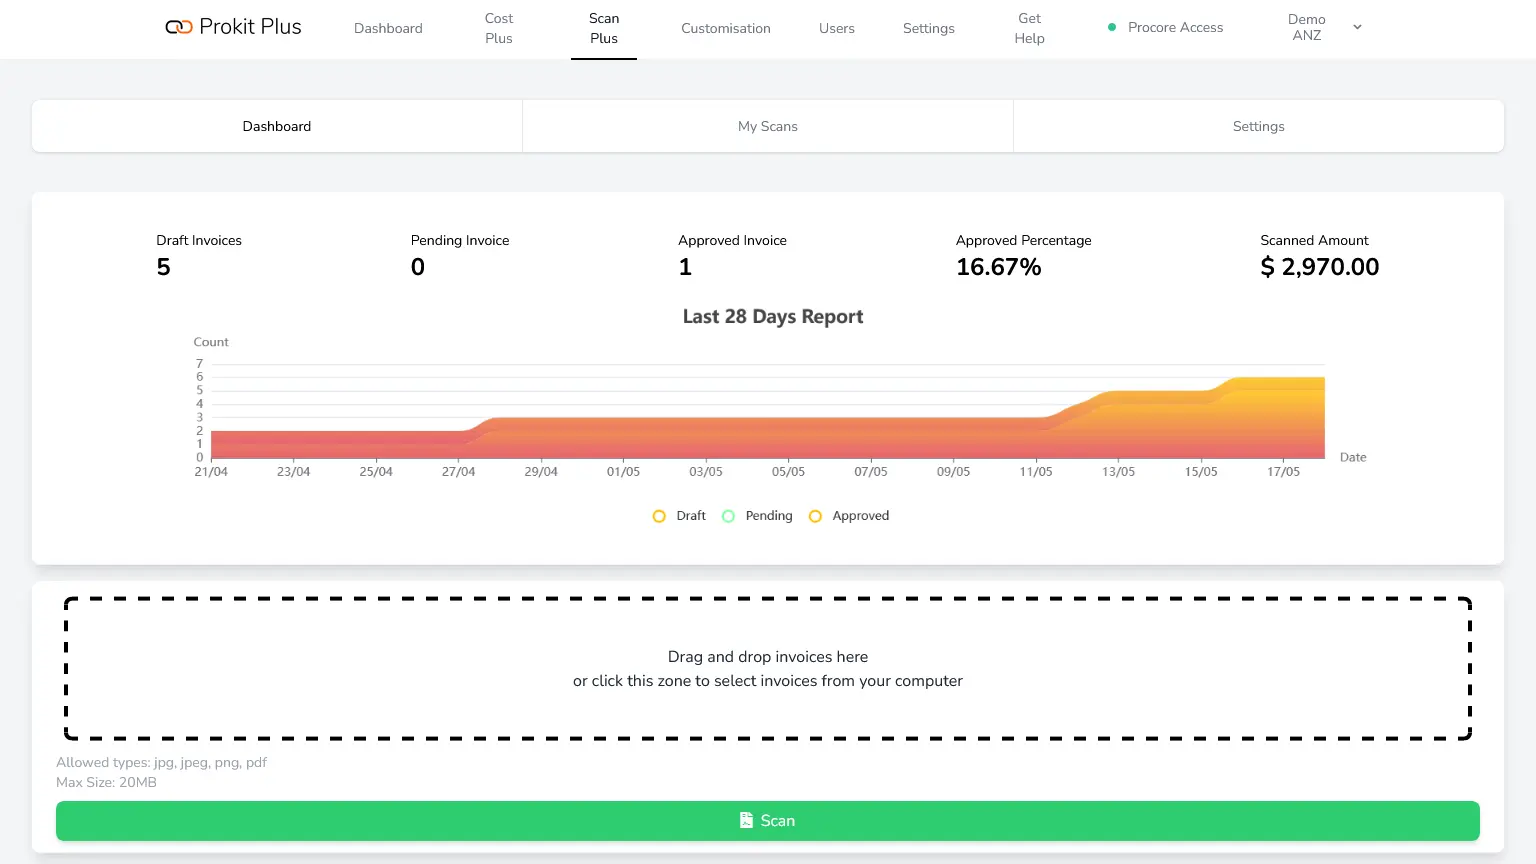 Prokit Plus
Dashboard
Cost
Plus
Scan
Plus
Customisation
Users
Settings
Get
Help
Procore Access
Demo
ANZ
Dashboard
My Scans
Settings
Draft Invoices
5
Pending Invoice
0
Approved Invoice
1
Approved Percentage
16.67%
Scanned Amount
$ 2,970.00
Last 28 Days Report
Count
7
6
5
4
3
2
1
0
21/04 23/04 25/04 27/04 29/04 01/05 03/05 05/05 07/05 09/05 11/05 13/05 15/05 17/05
Date
Draft Pending Approved
Drag and drop invoices here
or click this zone to select invoices from your computer
Allowed types: jpg, jpeg, png, pdf
Max Size: 20MB
Scan